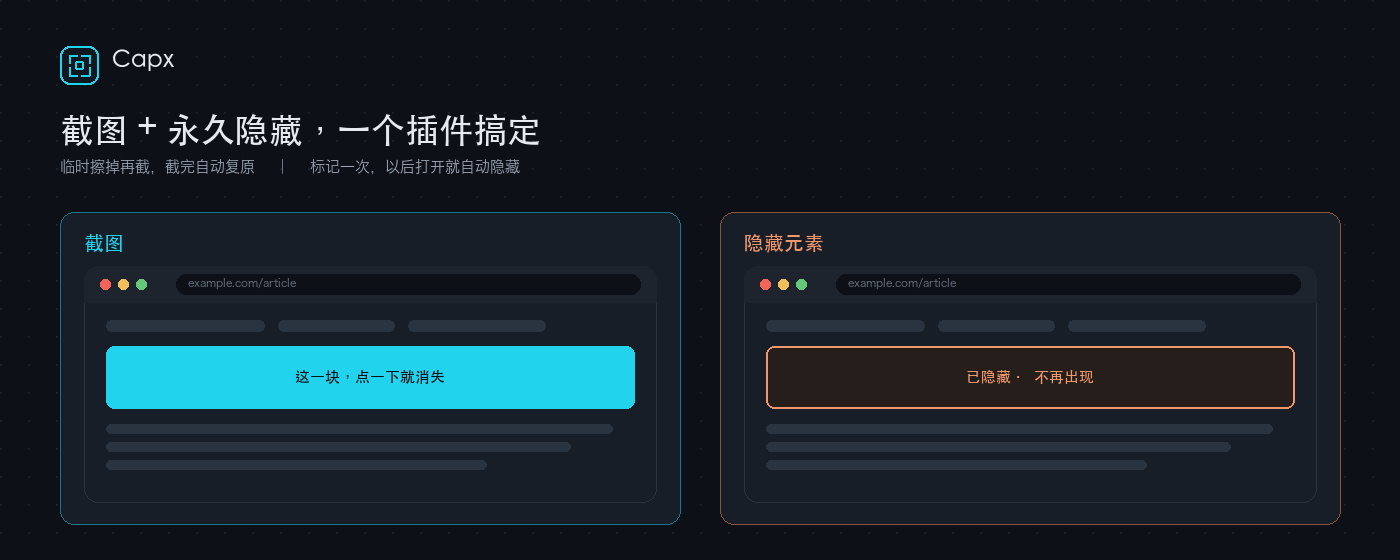 Capx
截图 + 永久隐藏，一个插件搞定
临时擦掉再截，截完自动复原 | 标记一次，以后打开就自动隐藏
截图
example.com/article
这一块，点一下就消失
隐藏元素
example.com/article
已隐藏· 不再出现